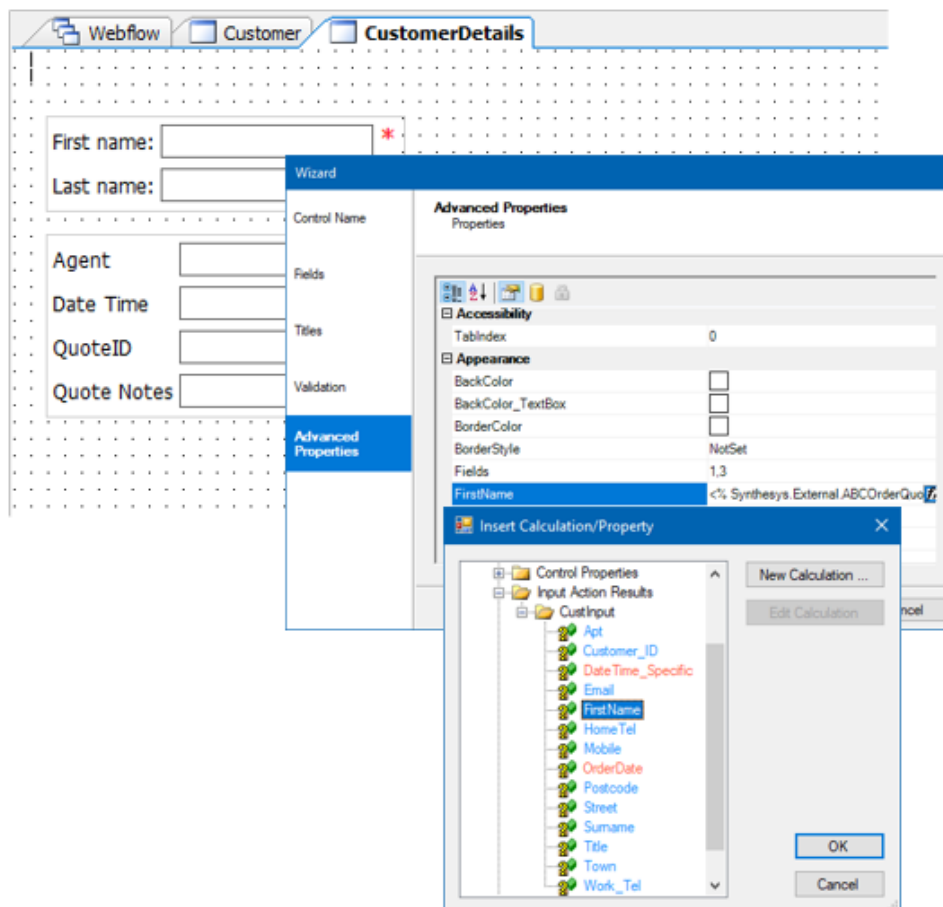 Webflow Customer CustomerDetails
First name: *
Last name:
Agent
Date Time
QuoteID
Quote Notes
Wizard
Control Name
Fields
Titles
Validation
Advanced
Properties
Advanced Properties
Properties
Accessibility
TabIndex 0
Appearance
BackColor
BackColor_TextBox
BorderColor
BorderStyle NotSet
Fields 1,3
FirstName <% Synthesys.External.ABCOrderQuo
ncel
Insert Calculation/Property
Control Properties
Input Action Results
CustInput
Apt
Customer_ID
DateTime_Specific
Email
FirstName
HomeTel
Mobile
OrderDate
Postcode
Street
Surname
Title
Town
Work_Tel
New Calculation ...
Edit Calculation
OK
Cancel